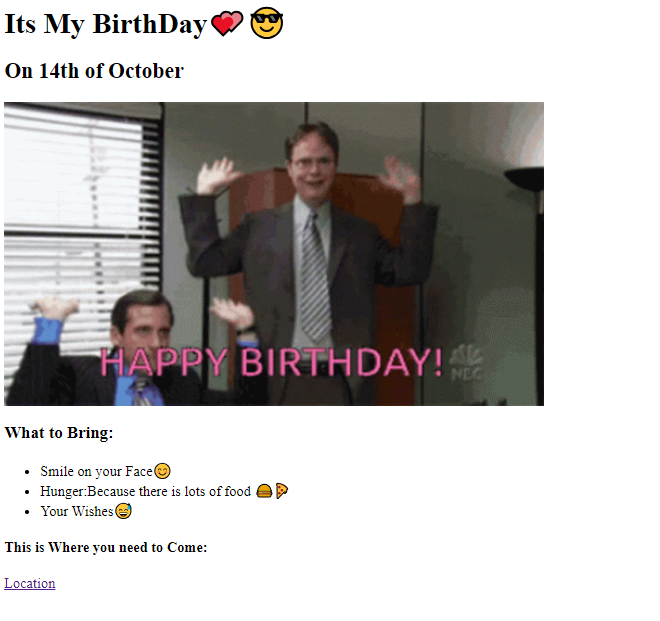 Its My BirthDay💕😎
On 14th of October
HAPPY BIRTHDAY!
NBC
What to Bring:
Smile on your Face😊
Hunger:Because there is lots of food 🍔🍕
Your Wishes😅
This is Where you need to Come:
Location